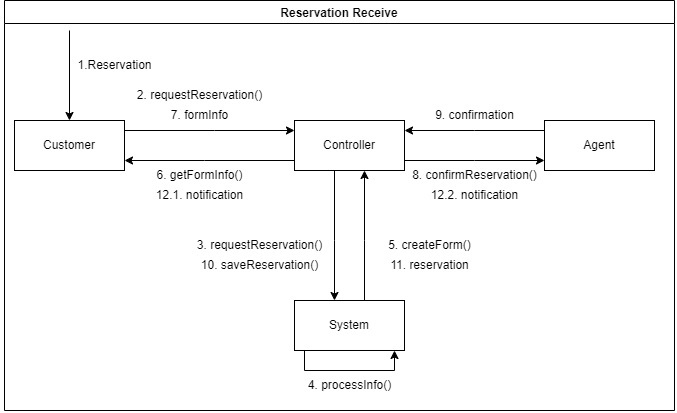 Reservation Receive
1.Reservation
2. requestReservation()
7. formInfo
9. confirmation
Customer
Controller
Agent
6. getFormInfo()
12.1. notification
8. confirmReservation()
12.2. notification
3. requestReservation()
10. saveReservation()
5. createForm()
11. reservation
System
4. processInfo()